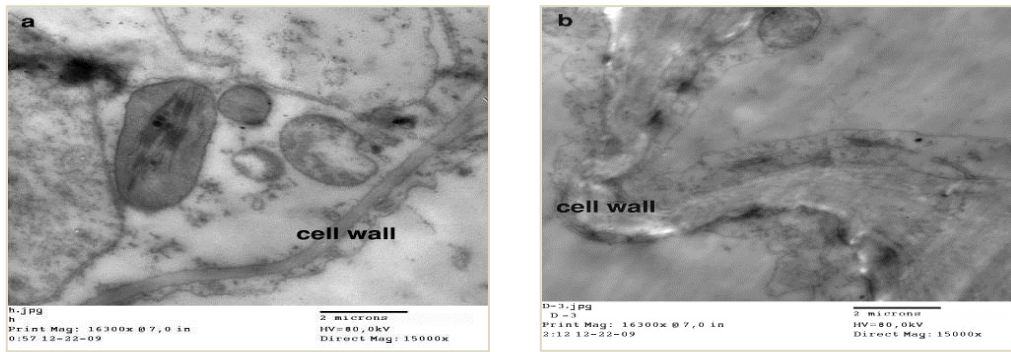 a
cell wall
h.jpg
h
Print Mag: 16300x @7,0 in
0:57 12-22-09
2 microns
HV=80,0kV
Direct Mag: 15000x
b
cell wall
D-3.jpg
D-3
Print Mag: 16300x @7,0 in
2:12 12-22-09
2 microns
HV=80,0kV
Direct Mag: 15000x